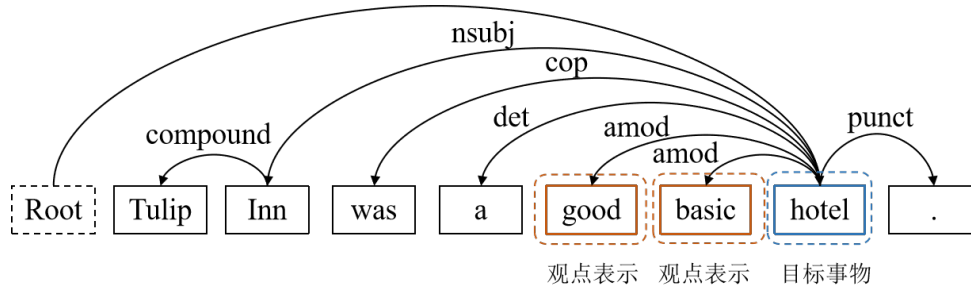 nsubj
cop
det
amod
punct
compound
amod
Root Tulip Inn was a good basic hotel .
观点表示 观点表示 目标事物